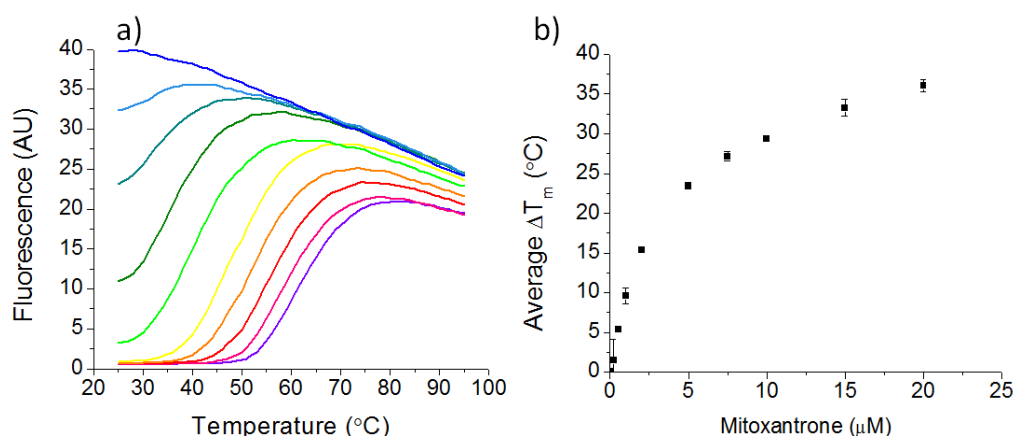 a)
Fluorescence (AU)
40
35
30
25
20
15
10
5
0
20 30 40 50 60 70 80 90 100
Temperature (°C)
b)
Average ΔTm (°C)
40
35
30
25
20
15
10
5
0
0 5 10 15 20 25
Mitoxantrone (μM)